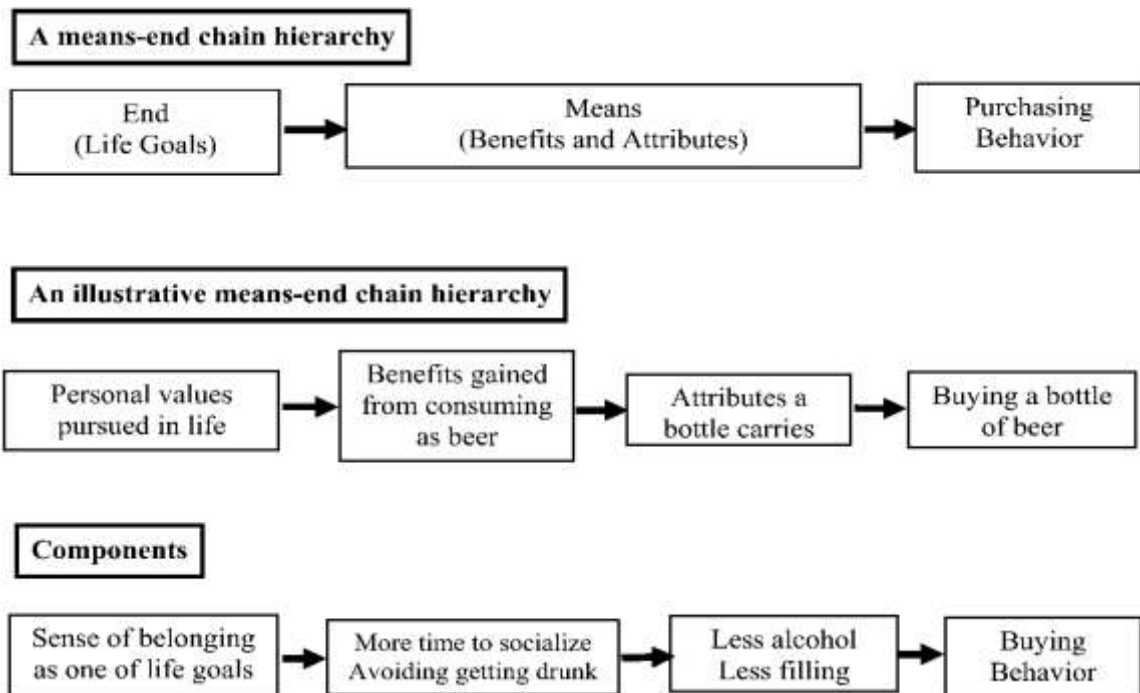 A means-end chain hierarchy
End
(Life Goals)
Means
(Benefits and Attributes)
Purchasing
Behavior
An illustrative means-end chain hierarchy
Personal values
pursued in life
Benefits gained
from consuming
as beer
Attributes a
bottle carries
Buying a bottle
of beer
Components
Sense of belonging
as one of life goals
More time to socialize
Avoiding getting drunk
Less alcohol
Less filling
Buying
Behavior